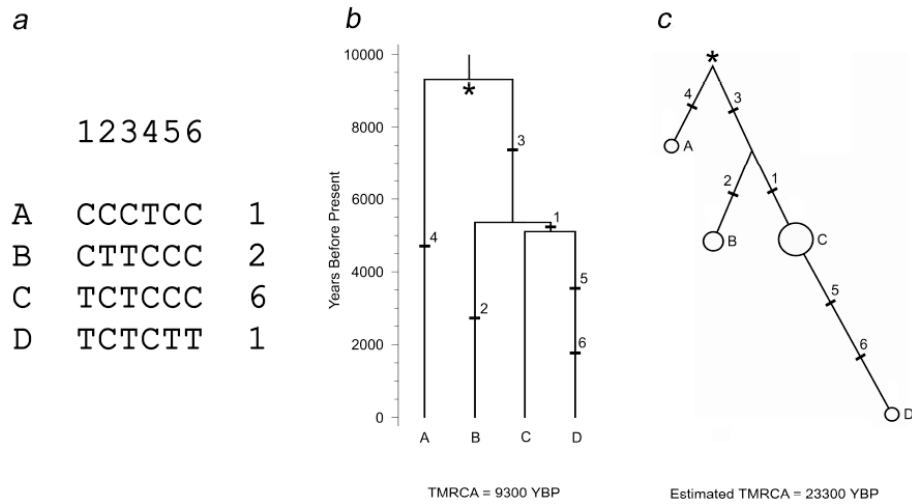 a
123456
A CCCTCC 1
B CTTCCC 2
C TCTCCC 6
D TCTCTT 1
b
Years Before Present
10000
8000
6000
4000
2000
0
*
3
1
4
5
2
6
A B C D
TMRCA = 9300 YBP
c
*
4 3
A
2 1
B C
5
6
D
Estimated TMRCA = 23300 YBP